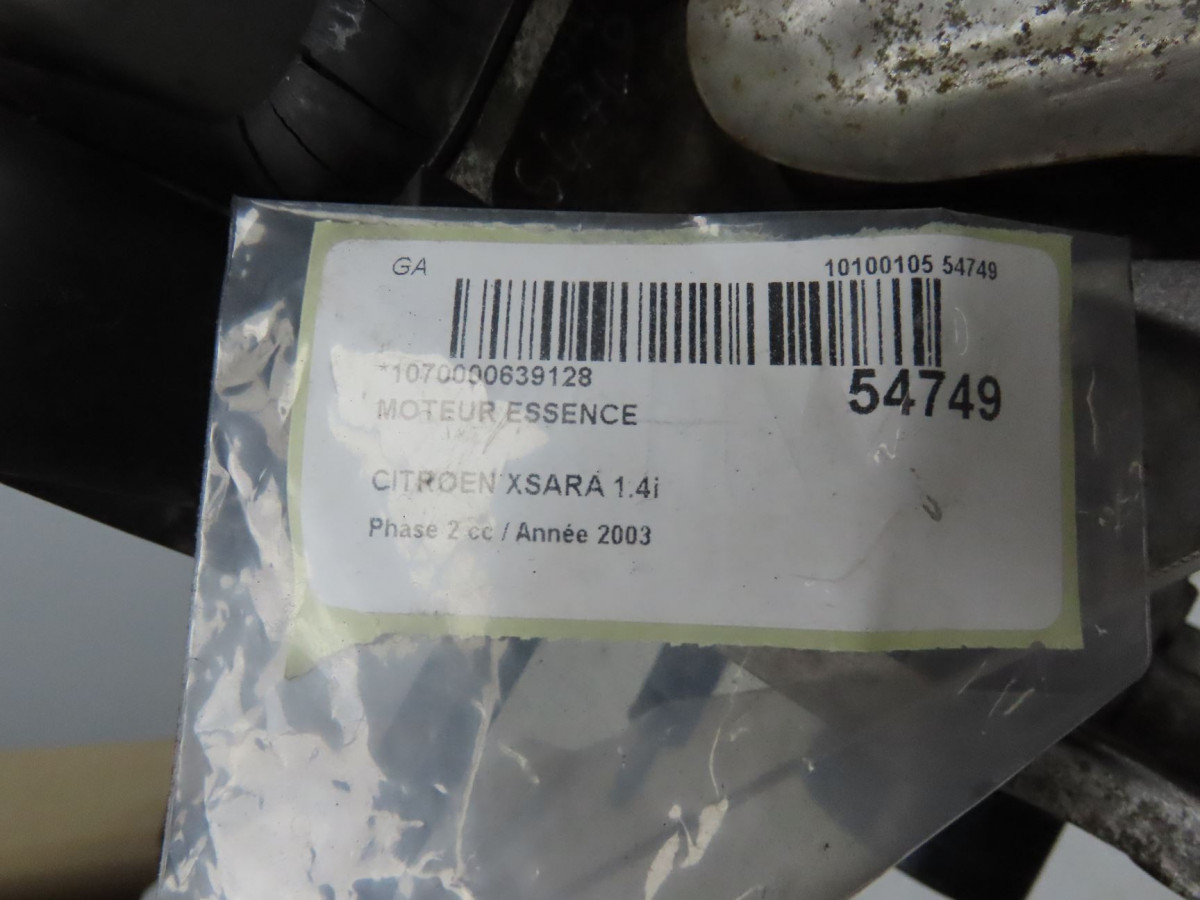 GA 10100105 54749
*1070000639128
54749
MOTEUR ESSENCE
CITROEN XSARA 1.4i
Phase 2 cc / Année 2003